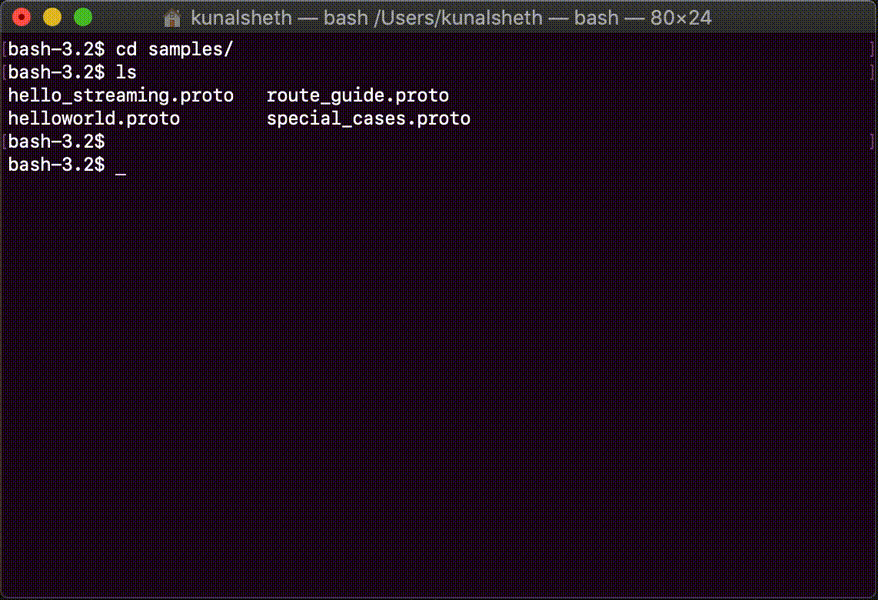 kunalsheth — bash /Users/kunalsheth — bash — 80×24
[bash-3.2$ cd samples/ ]
[bash-3.2$ ls ]
hello_streaming.proto   route_guide.proto
helloworld.proto        special_cases.proto
[bash-3.2$ ]
bash-3.2$ _